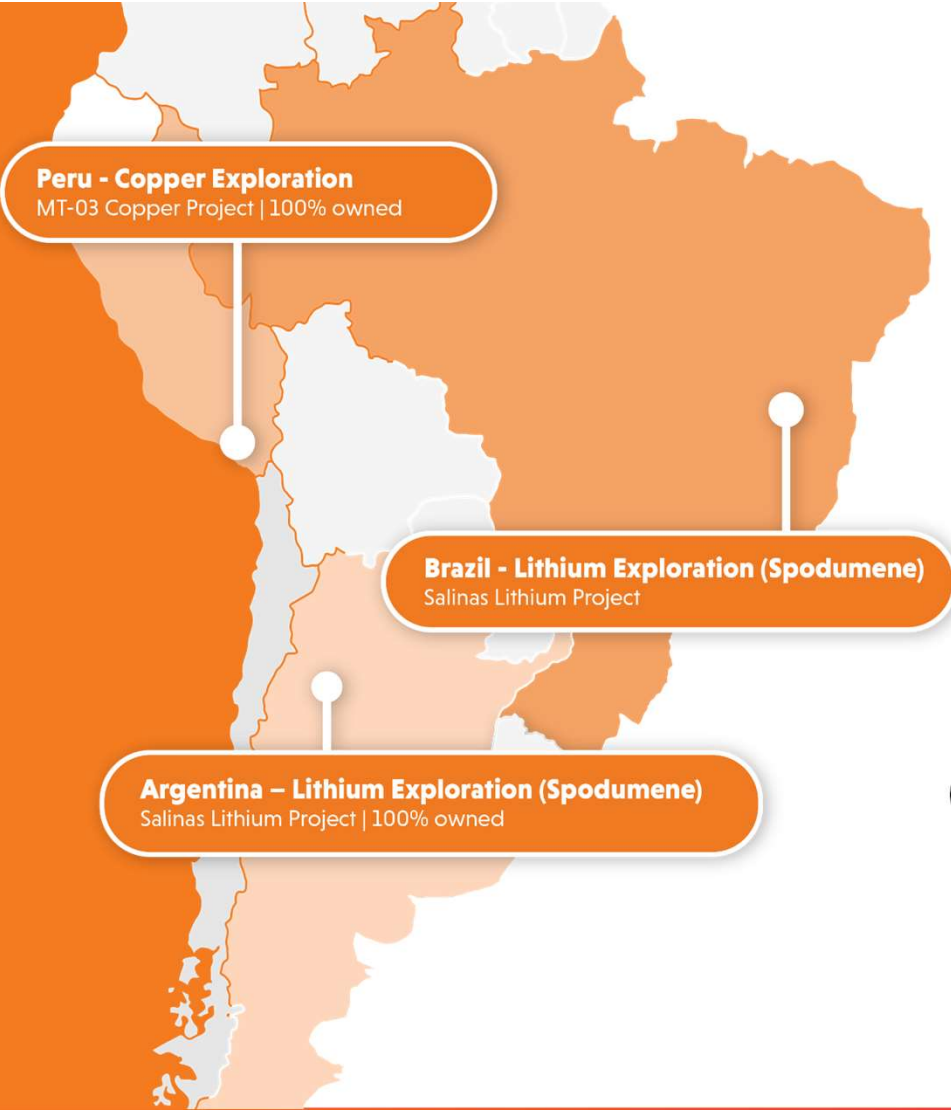 Peru - Copper Exploration
MT-03 Copper Project | 100% owned
Brazil - Lithium Exploration (Spodumene)
Salinas Lithium Project
Argentina – Lithium Exploration (Spodumene)
Salinas Lithium Project | 100% owned